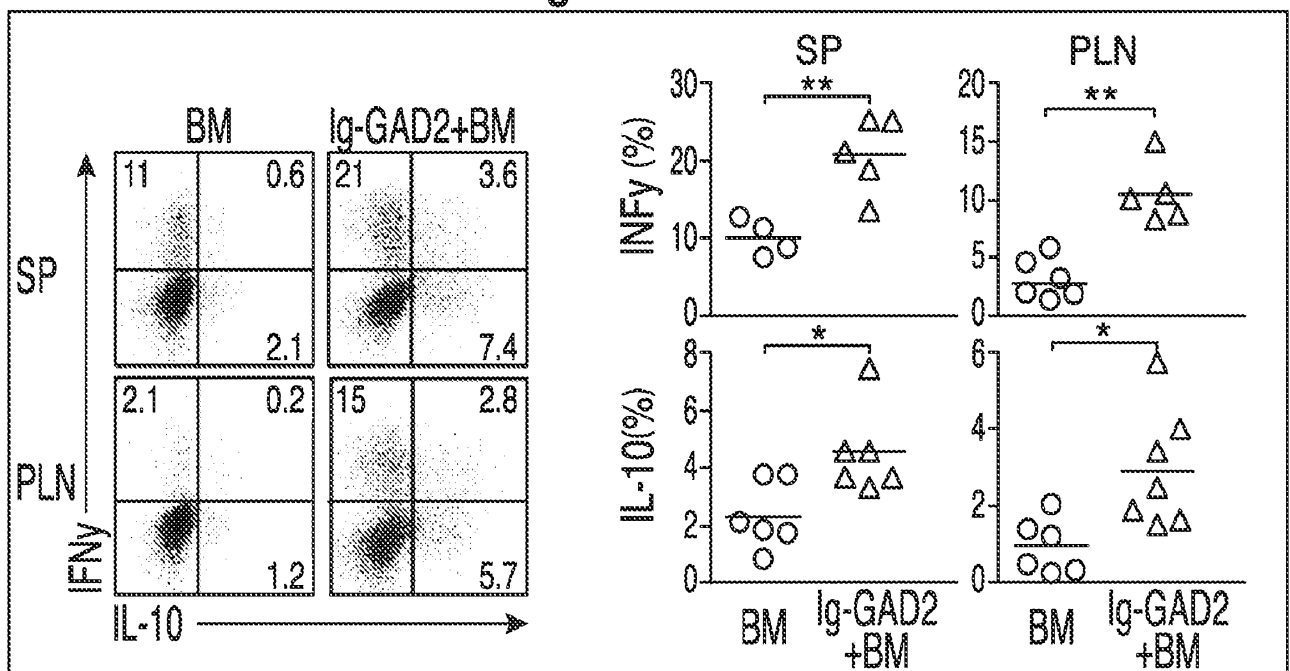 BM Ig-GAD2+BM
SP
11 0.6
2.1
21 3.6
7.4
PLN
2.1 0.2
1.2
15 2.8
5.7
IFNy
IL-10
SP PLN
INFy (%)
30
20
10
0
**
20
15
10
5
0
**
IL-10(%)
8
6
4
2
0
*
6
4
2
0
*
BM Ig-GAD2
+BM
BM Ig-GAD2
+BM